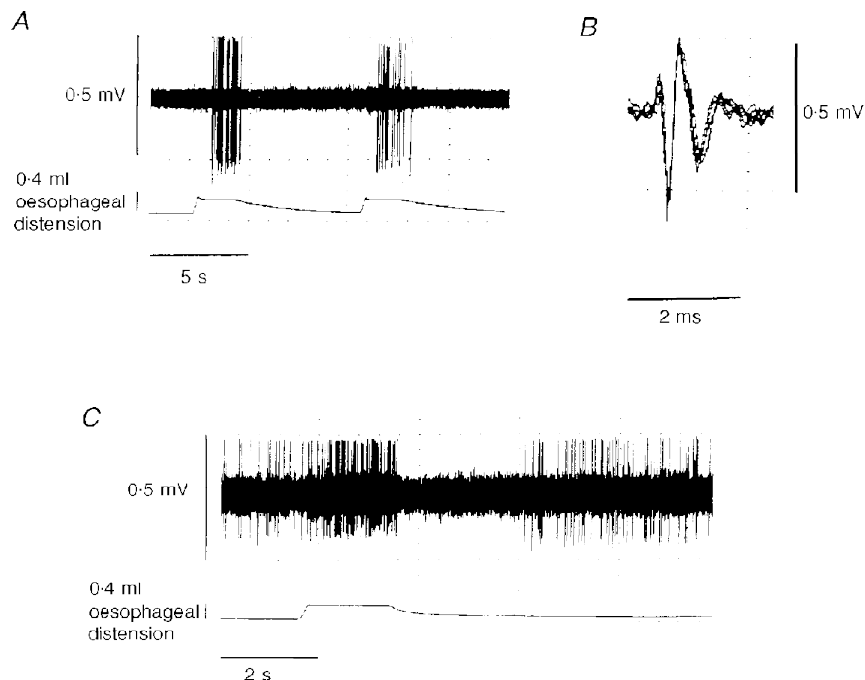 A
0·5 mV
0·4 ml
oesophageal
distension
5 s
B
0·5 mV
2 ms
C
0·5 mV
0·4 ml
oesophageal
distension
2 s